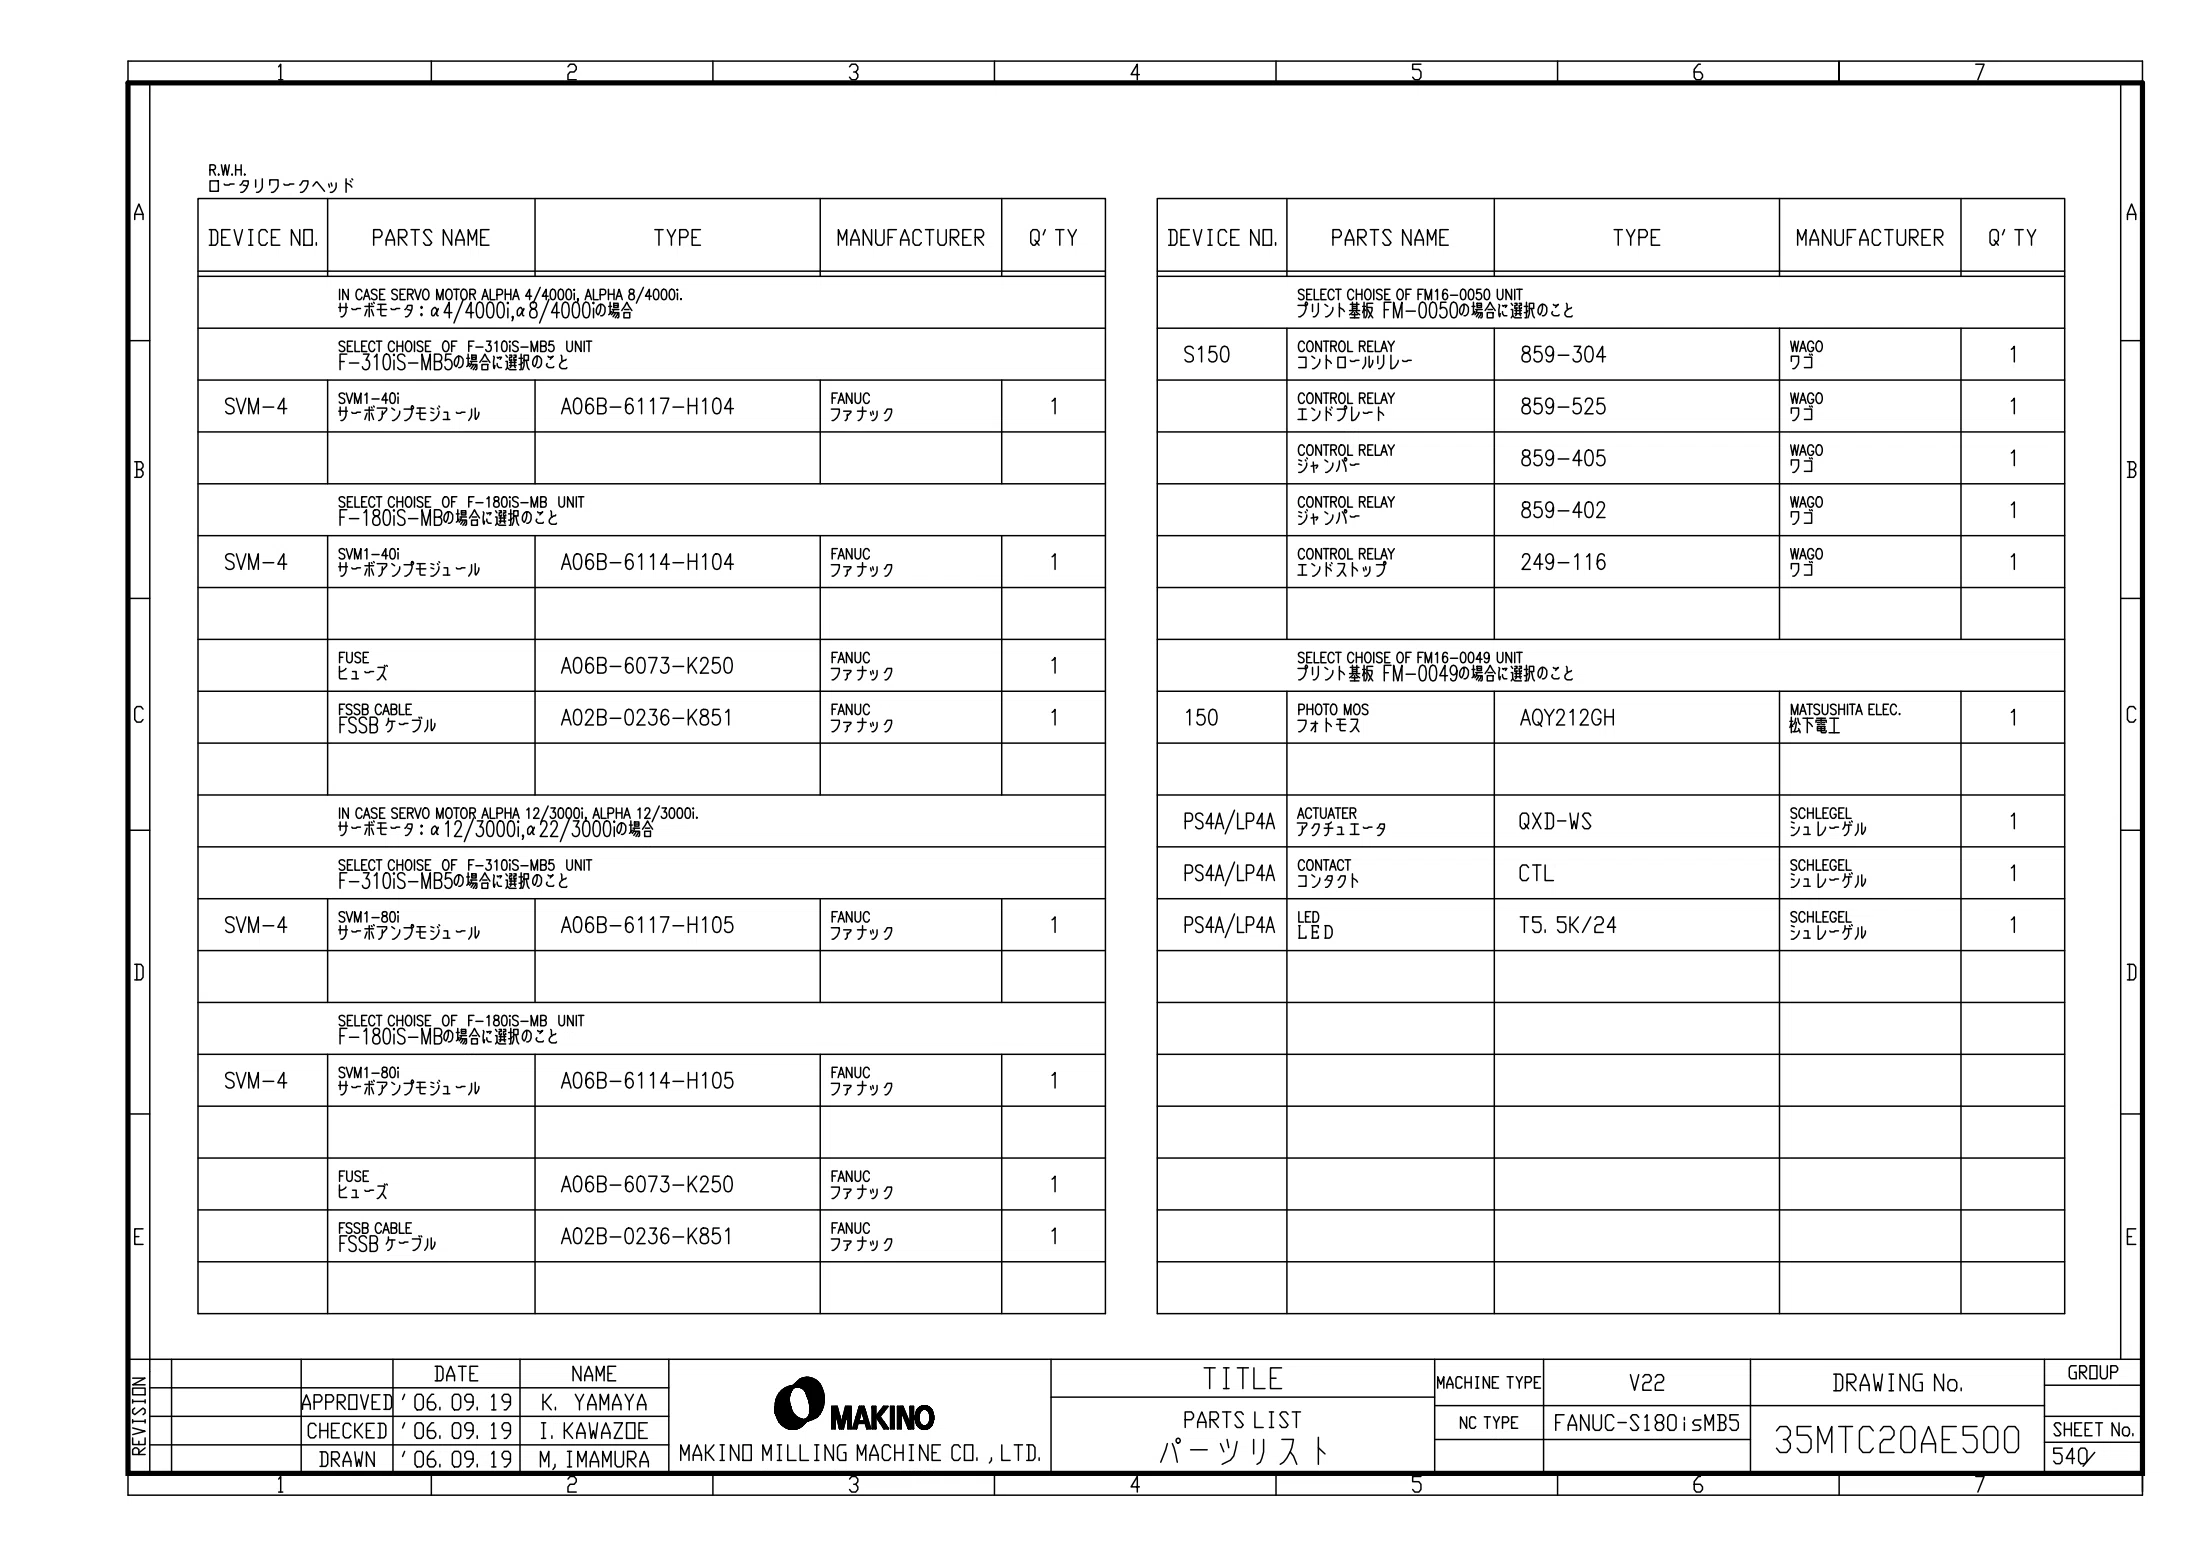 1 2 3 4 5 6 7
R.W.H.
ロータリワークヘッド
DEVICE NO. PARTS NAME TYPE MANUFACTURER Q'TY
IN CASE SERVO MOTOR ALPHA 4/4000i, ALPHA 8/4000i.
サーボモータ：α4/4000i,α8/4000iの場合
SELECT CHOISE OF F-310iS-MB5 UNIT
F-310iS-MB5の場合に選択のこと
SVM-4 SVM1-40i A06B-6117-H104 FANUC 1
サーボアンプモジュール ファナック
SELECT CHOISE OF F-180iS-MB UNIT
F-180iS-MBの場合に選択のこと
SVM-4 SVM1-40i A06B-6114-H104 FANUC 1
サーボアンプモジュール ファナック
FUSE A06B-6073-K250 FANUC 1
ヒューズ ファナック
FSSB CABLE A02B-0236-K851 FANUC 1
FSSB ケーブル ファナック
IN CASE SERVO MOTOR ALPHA 12/3000i, ALPHA 12/3000i.
サーボモータ：α12/3000i,α22/3000iの場合
SELECT CHOISE OF F-310iS-MB5 UNIT
F-310iS-MB5の場合に選択のこと
SVM-4 SVM1-80i A06B-6117-H105 FANUC 1
サーボアンプモジュール ファナック
SELECT CHOISE OF F-180iS-MB UNIT
F-180iS-MBの場合に選択のこと
SVM-4 SVM1-80i A06B-6114-H105 FANUC 1
サーボアンプモジュール ファナック
FUSE A06B-6073-K250 FANUC 1
ヒューズ ファナック
FSSB CABLE A02B-0236-K851 FANUC 1
FSSB ケーブル ファナック
DEVICE NO. PARTS NAME TYPE MANUFACTURER Q'TY
SELECT CHOISE OF FM16-0050 UNIT
プリント基板 FM-0050の場合に選択のこと
S150 CONTROL RELAY 859-304 WAGO 1
コントロールリレー ワゴ
CONTROL RELAY 859-525 WAGO 1
エンドプレート ワゴ
CONTROL RELAY 859-405 WAGO 1
ジャンパー ワゴ
CONTROL RELAY 859-402 WAGO 1
ジャンパー ワゴ
CONTROL RELAY 249-116 WAGO 1
エンドストップ ワゴ
SELECT CHOISE OF FM16-0049 UNIT
プリント基板 FM-0049の場合に選択のこと
150 PHOTO MOS AQY212GH MATSUSHITA ELEC. 1
フォトモス 松下電工
PS4A/LP4A ACTUATER QXD-WS SCHLEGEL 1
アクチュエータ シュレーゲル
PS4A/LP4A CONTACT CTL SCHLEGEL 1
コンタクト シュレーゲル
PS4A/LP4A LED T5.5K/24 SCHLEGEL 1
LED シュレーゲル
A A
B B
C C
D D
E E
REVISION
DATE NAME
APPROVED '06.09.19 K. YAMAYA
CHECKED '06.09.19 I. KAWAZOE
DRAWN '06.09.19 M, IMAMURA
MAKINO
MAKINO MILLING MACHINE CO.,LTD.
TITLE
PARTS LIST
パーツリスト
MACHINE TYPE V22
NC TYPE FANUC-S180isMB5
DRAWING No.
35MTC20AE500
GROUP
SHEET No.
540/
1 2 3 4 5 6 7